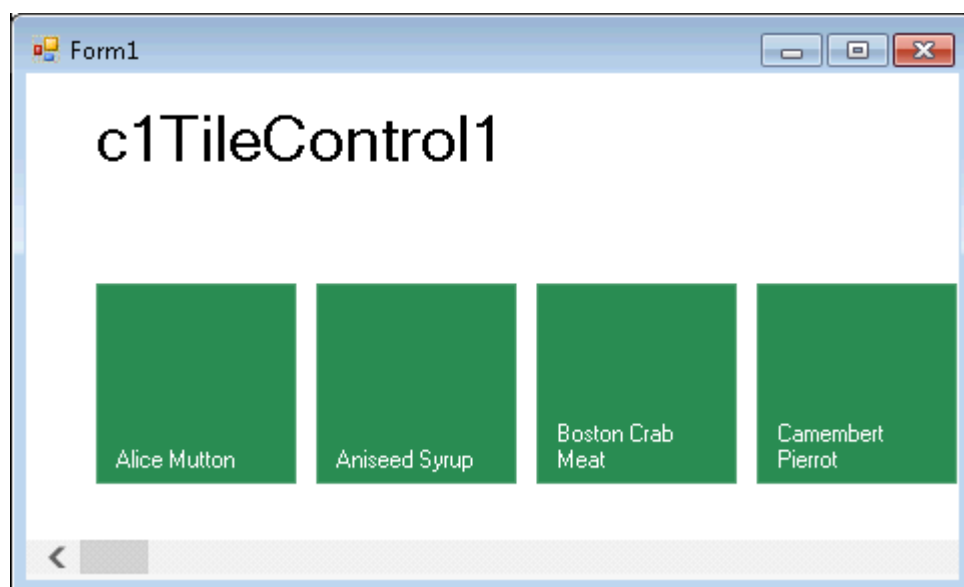 Form1
c1TileControl1
Alice Mutton
Aniseed Syrup
Boston Crab
Meat
Camembert
Pierrot